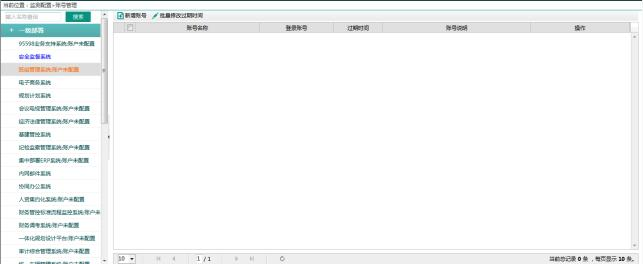 当前位置：监测配置>账号管理
输入名称查询 搜索
新增账号 批量修改过期时间
账号名称 登录账号 过期时间 账号说明 操作
+ 一级部署
95598业务支持系统:账户未配置
安全监督系统
班组管理系统:账户未配置
电子商务系统
规划计划系统
会议电视管理系统:账户未配置
经济法律管理系统:账户未配置
基建管控系统
纪检监察管理系统:账户未配置
集中部署ERP系统:账户未配置
内网邮件系统
协同办公系统
人资集约化系统:账户未配置
财务管控标准流程监控系统:账户未
财务调考系统:账户未配置
一体化规划设计平台:账户未配置
审计综合管理系统:账户未配置
10 1 / 1 当前总记录 0 条 ，每页显示 10 条。